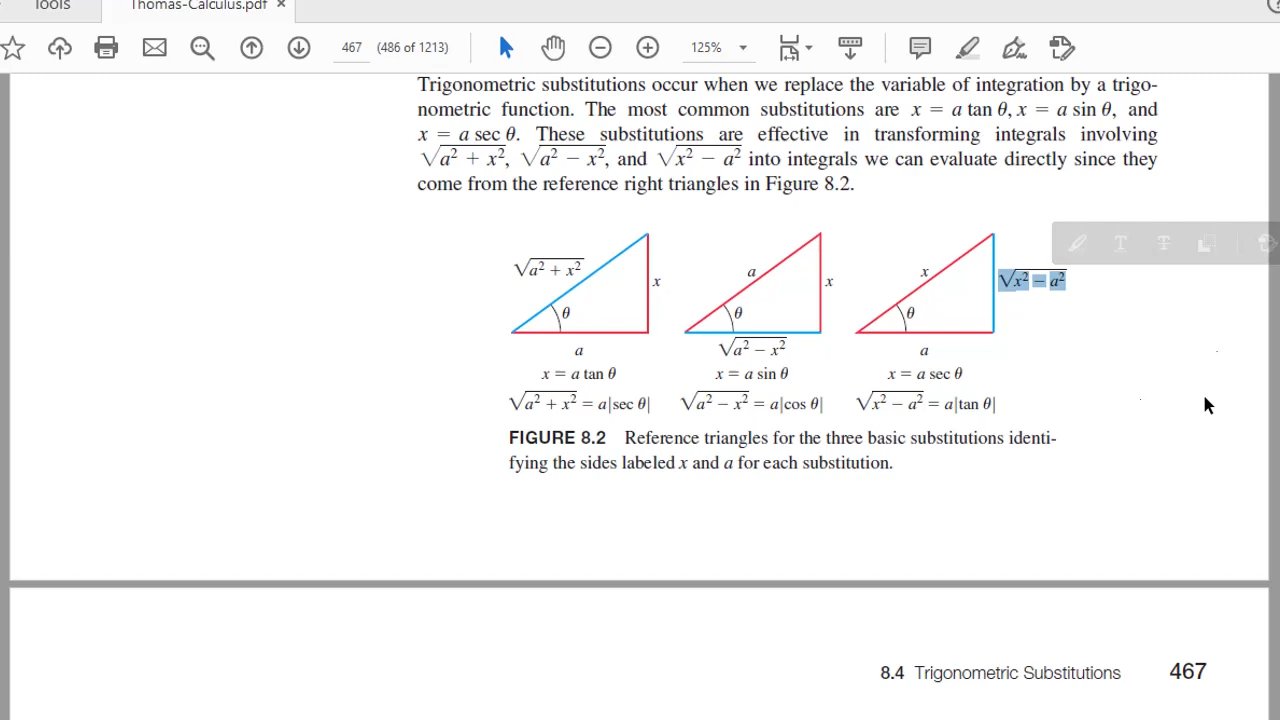 Tools
Thomas-Calculus.pdf ×
467 (486 of 1213)
125%
Trigonometric substitutions occur when we replace the variable of integration by a trigo-
nometric function. The most common substitutions are x = a tan θ, x = a sin θ, and
x = a sec θ. These substitutions are effective in transforming integrals involving
√a² + x², √a² − x², and √x² − a² into integrals we can evaluate directly since they
come from the reference right triangles in Figure 8.2.
√a² + x²
x
θ
a
x = a tan θ
√a² + x² = a|sec θ|
a
x
θ
√a² − x²
x = a sin θ
√a² − x² = a|cos θ|
x
√x² − a²
θ
a
x = a sec θ
√x² − a² = a|tan θ|
FIGURE 8.2 Reference triangles for the three basic substitutions identi-
fying the sides labeled x and a for each substitution.
8.4 Trigonometric Substitutions 467